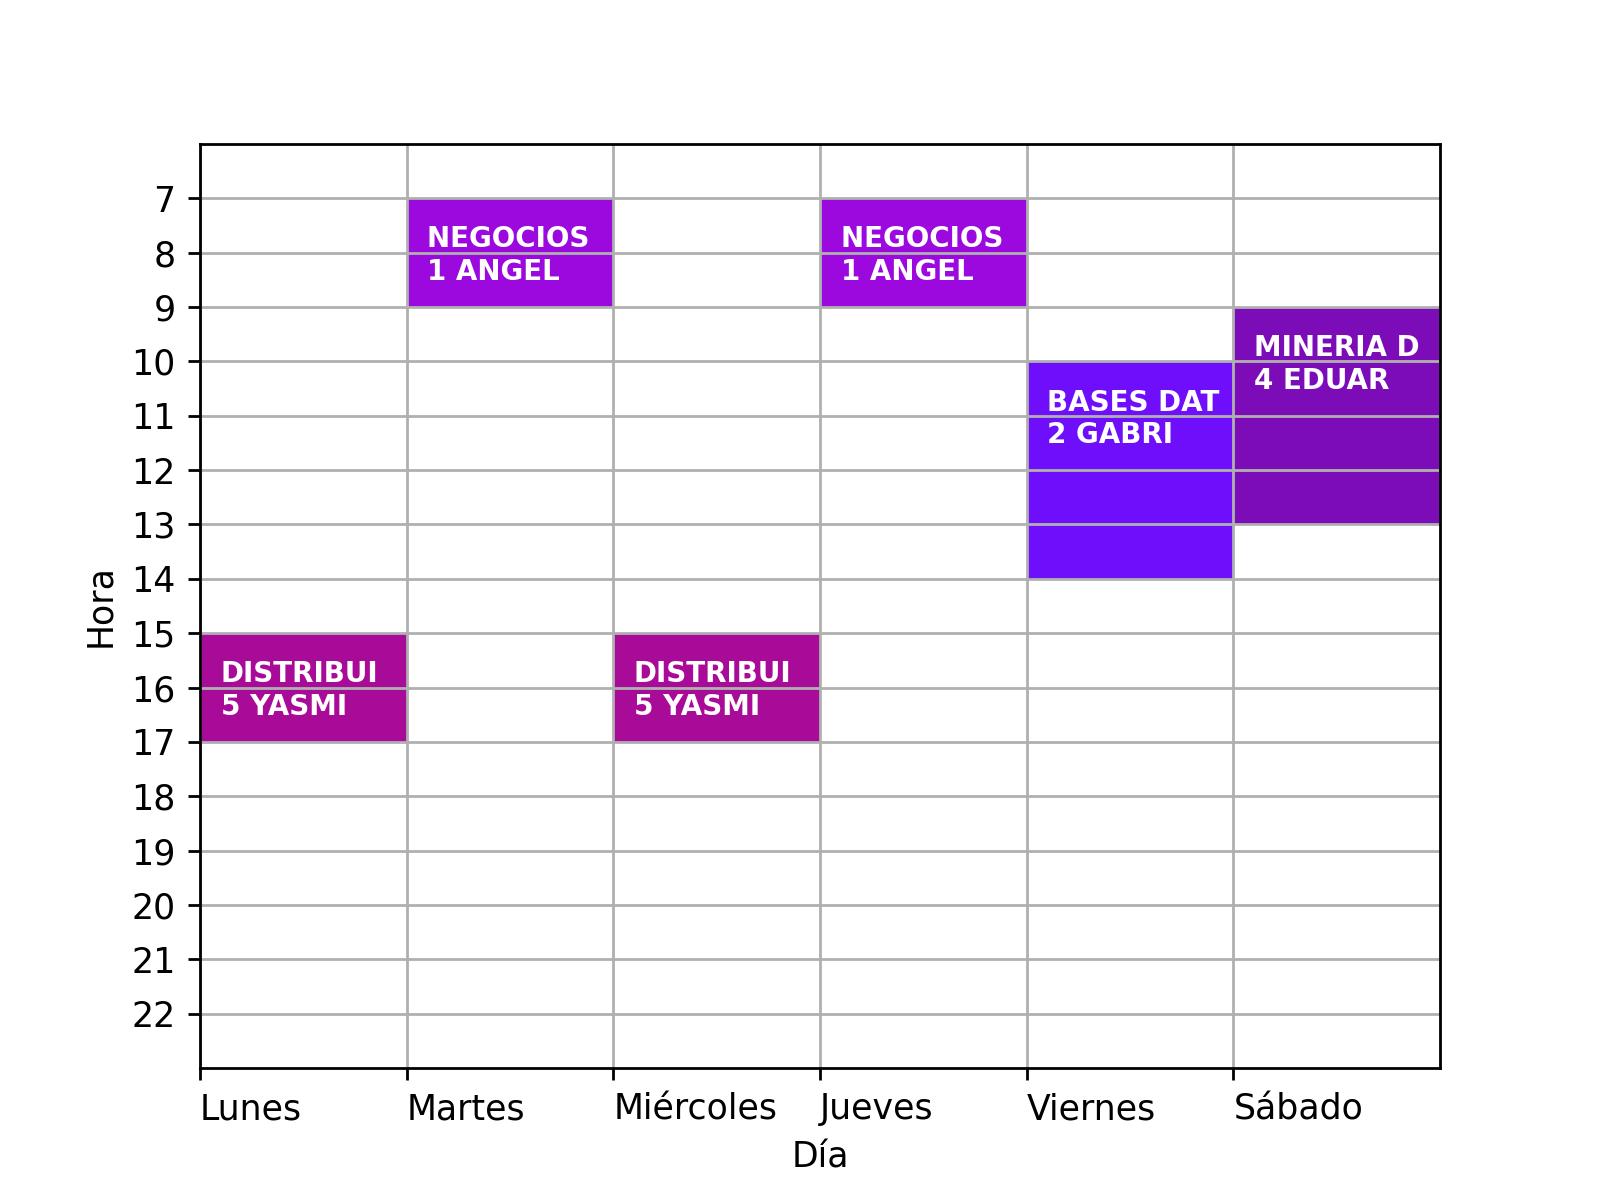 7
NEGOCIOS
1 ANGEL
NEGOCIOS
1 ANGEL
8
9
MINERIA D
4 EDUAR
10
BASES DAT
2 GABRI
11
12
13
14
Hora
15
DISTRIBUI
5 YASMI
DISTRIBUI
5 YASMI
16
17
18
19
20
21
22
Lunes Martes Miércoles Jueves Viernes Sábado
Día